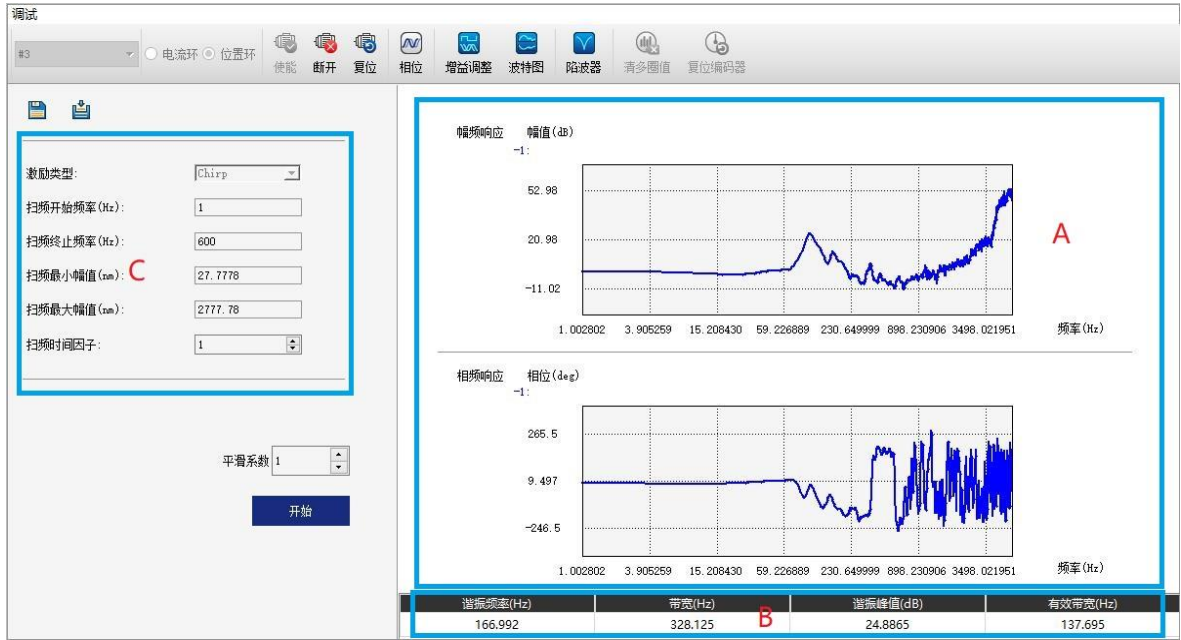 调试
#3 电流环 位置环 使能 断开 复位 相位 增益调整 波特图 陷波器 清多圈值 复位编码器
激励类型: Chirp
扫频开始频率(Hz): 1
扫频终止频率(Hz): 600
扫频最小幅值(nm): 27.7778
C
扫频最大幅值(nm): 2777.78
扫频时间因子: 1
平滑系数 1
开始
幅频响应 幅值(dB)
-1:
52.98
20.98
-11.02
1.002802 3.905259 15.208430 59.226889 230.649999 898.230906 3498.021951 频率(Hz)
A
相频响应 相位(deg)
-1:
265.5
9.497
-246.5
1.002802 3.905259 15.208430 59.226889 230.649999 898.230906 3498.021951 频率(Hz)
谐振频率(Hz) 带宽(Hz) 谐振峰值(dB) 有效带宽(Hz)
B
166.992 328.125 24.8865 137.695